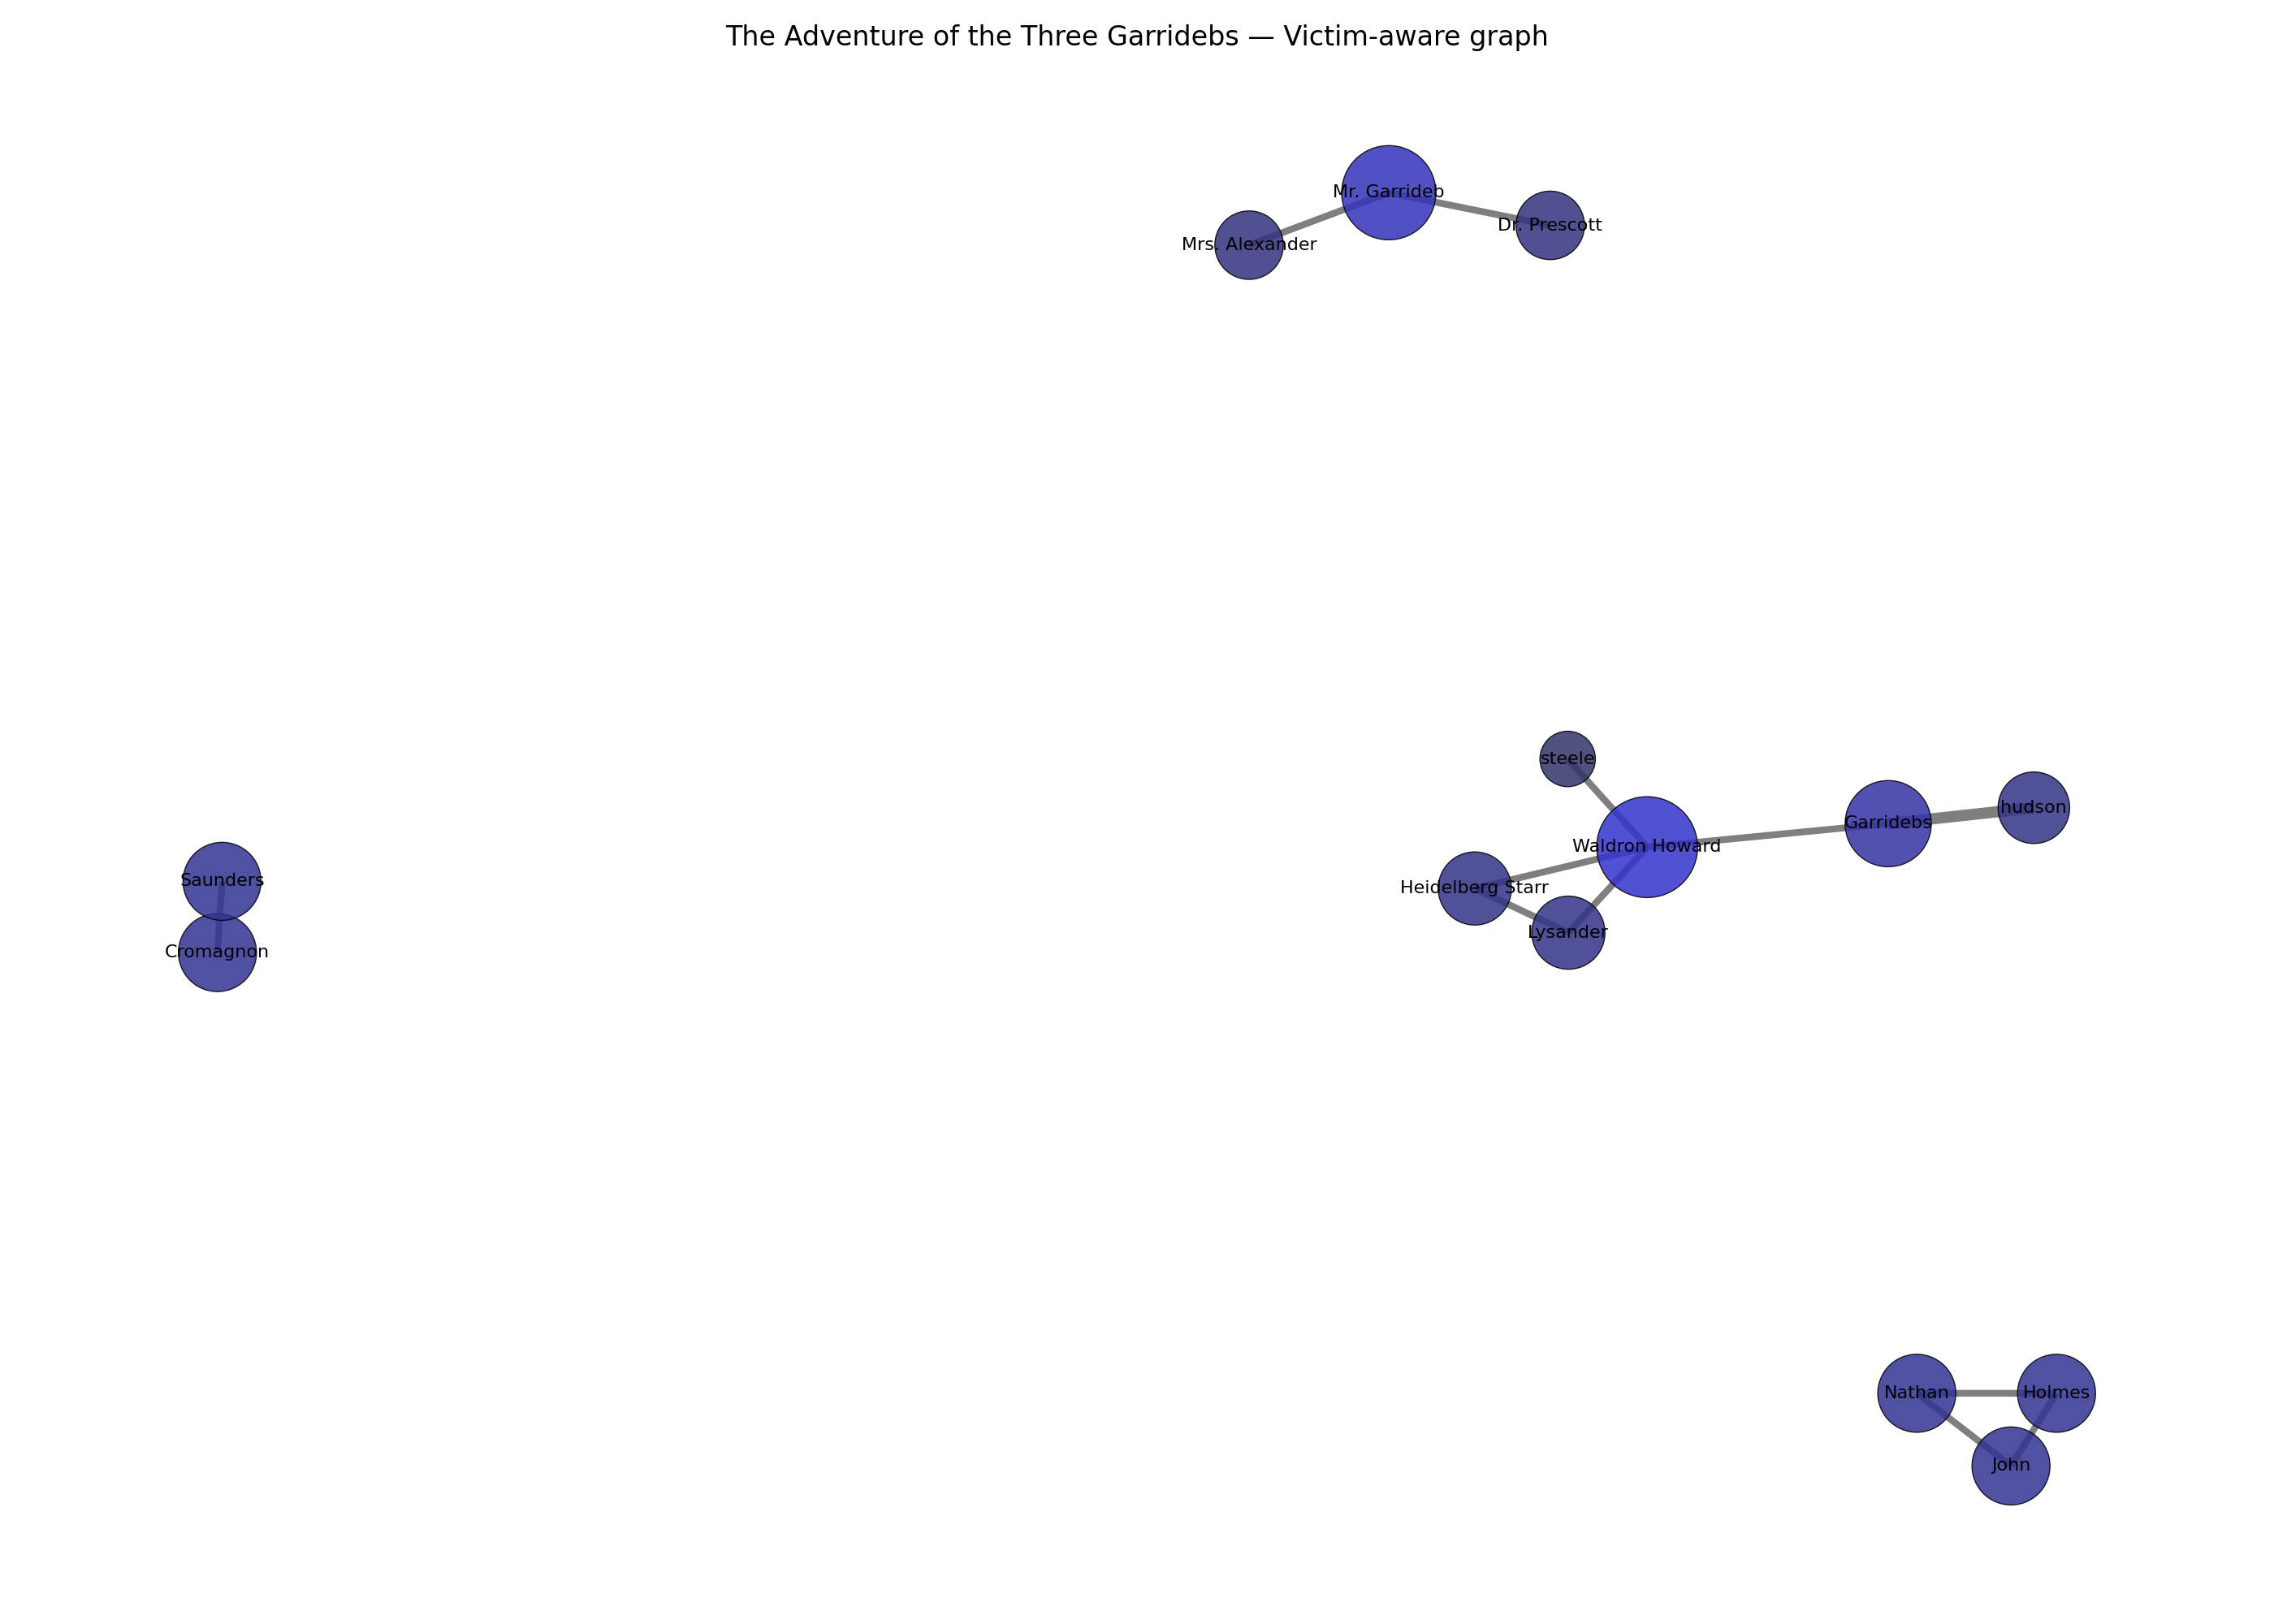 The Adventure of the Three Garridebs — Victim-aware graph
Mr. Garrideb
Dr. Prescott
Mrs. Alexander
steele
hudson
Garridebs
Waldron Howard
Saunders
Heidelberg Starr
Lysander
Cromagnon
Nathan
Holmes
John